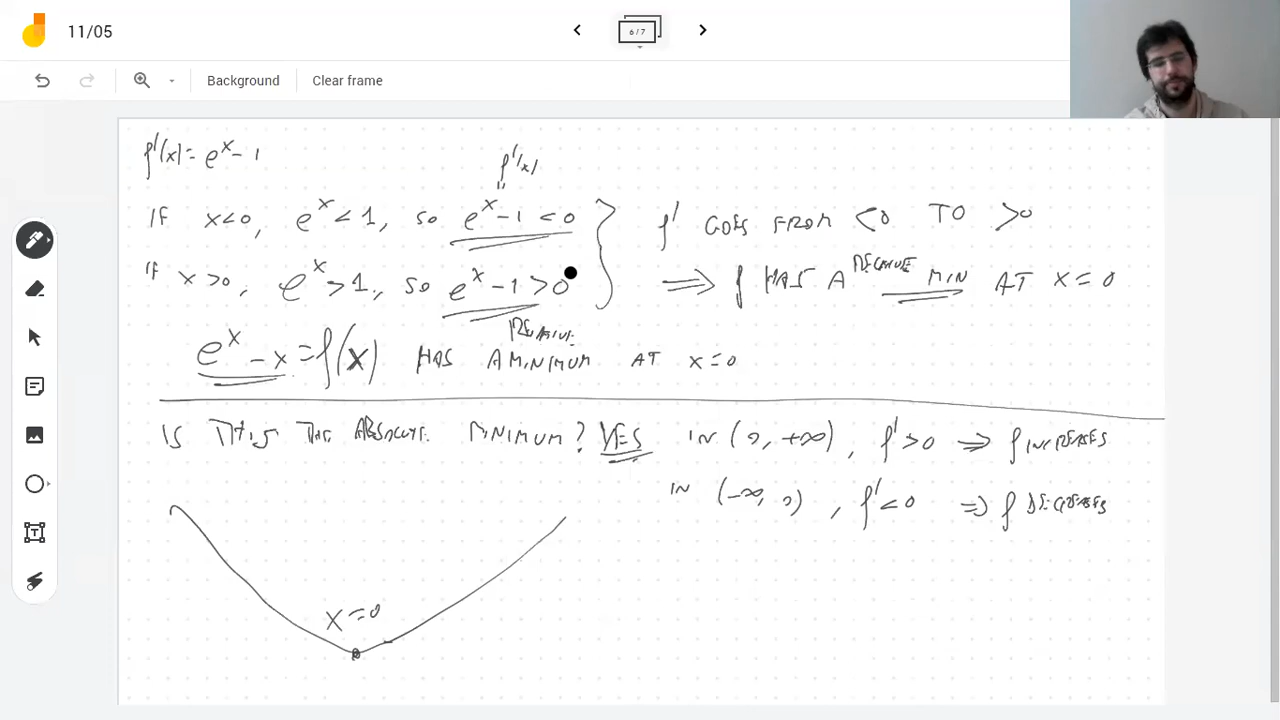 11/05
6 / 7
Background
Clear frame
f'(x) = e^x - 1
f'(x)
"
IF x<0, e^x < 1, so e^x - 1 < 0
f' GOES FROM <0 TO >0
IF x>0, e^x > 1, so e^x - 1 > 0
⟹ f HAS A RELATIVE MIN AT x=0
RELATIVE
e^x - x = f(x) HAS A MINIMUM AT x=0
IS THIS THE ABSOLUTE MINIMUM? YES IN (0, +∞), f'>0 ⟹ f INCREASES
IN (-∞, 0), f'<0 ⟹ f DECREASES
x=0
T